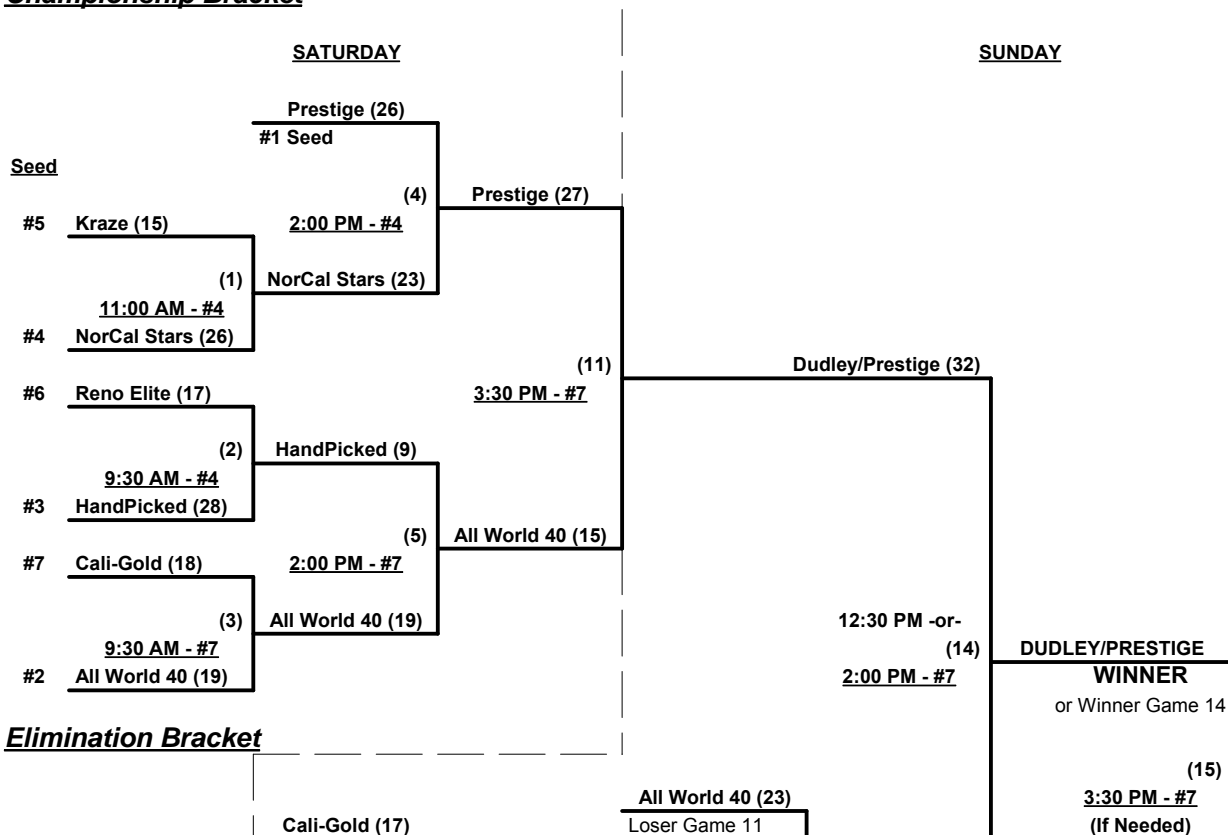 Championship Bracket
SATURDAY
SUNDAY
Prestige (26)
#1 Seed
Seed
(4)
Prestige (27)
#5 Kraze (15)
2:00 PM - #4
(1)
NorCal Stars (23)
11:00 AM - #4
#4 NorCal Stars (26)
(11)
Dudley/Prestige (32)
#6 Reno Elite (17)
3:30 PM - #7
(2)
HandPicked (9)
9:30 AM - #4
#3 HandPicked (28)
(5)
All World 40 (15)
#7 Cali-Gold (18)
2:00 PM - #7
(3)
All World 40 (19)
12:30 PM -or-
9:30 AM - #7
(14)
DUDLEY/PRESTIGE
#2 All World 40 (19)
2:00 PM - #7
WINNER
or Winner Game 14
Elimination Bracket
(15)
All World 40 (23)
3:30 PM - #7
Cali-Gold (17)
Loser Game 11
(If Needed)